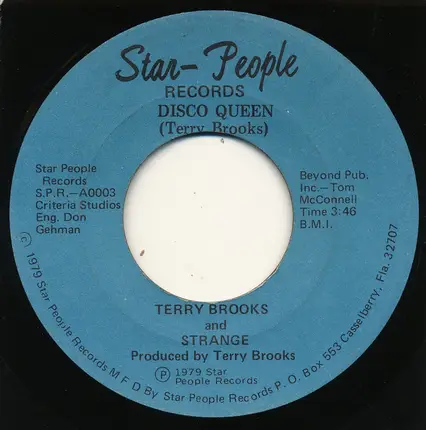 Star-People
RECORDS
DISCO QUEEN
(Terry Brooks)
Star People
Records
S.P.R.-A0003
Criteria Studios
Eng. Don
Gehman
Beyond Pub.
Inc.-Tom
McConnell
Time 3:46
B.M.I.
TERRY BROOKS
and
STRANGE
Produced by Terry Brooks
Ⓟ 1979 Star
People Records
© 1979 Star People Records MFD By Star People Records P.O. Box 553 Casselberry, Fla. 32707